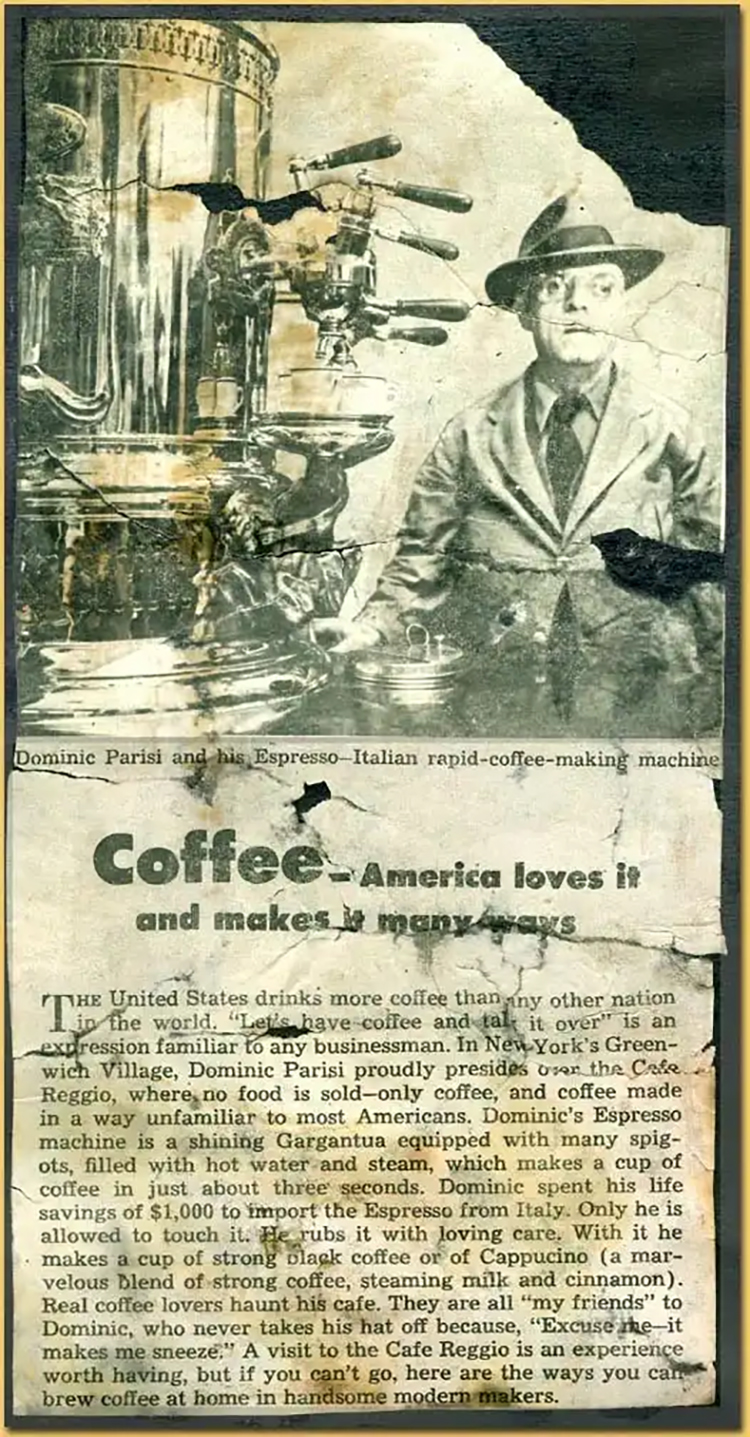 Dominic Parisi and his Espresso—Italian rapid-coffee-making machine
Coffee—America loves it
and makes it many ways
THE United States drinks more coffee than any other nation
in the world. "Let's have coffee and talk it over" is an
expression familiar to any businessman. In New York's Green-
wich Village, Dominic Parisi proudly presides over the Cafe
Reggio, where no food is sold—only coffee, and coffee made
in a way unfamiliar to most Americans. Dominic's Espresso
machine is a shining Gargantua equipped with many spig-
ots, filled with hot water and steam, which makes a cup of
coffee in just about three seconds. Dominic spent his life
savings of $1,000 to import the Espresso from Italy. Only he is
allowed to touch it. He rubs it with loving care. With it he
makes a cup of strong black coffee or of Cappucino (a mar-
velous blend of strong coffee, steaming milk and cinnamon).
Real coffee lovers haunt his cafe. They are all "my friends" to
Dominic, who never takes his hat off because, "Excuse me—it
makes me sneeze." A visit to the Cafe Reggio is an experience
worth having, but if you can't go, here are the ways you can
brew coffee at home in handsome modern makers.